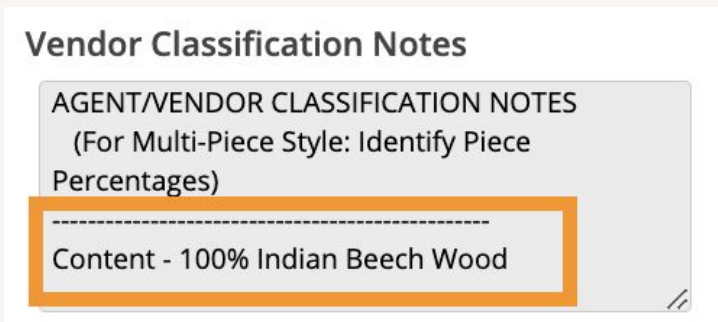 Vendor Classification Notes
AGENT/VENDOR CLASSIFICATION NOTES
(For Multi-Piece Style: Identify Piece
Percentages)
------------------------------------------------
Content - 100% Indian Beech Wood